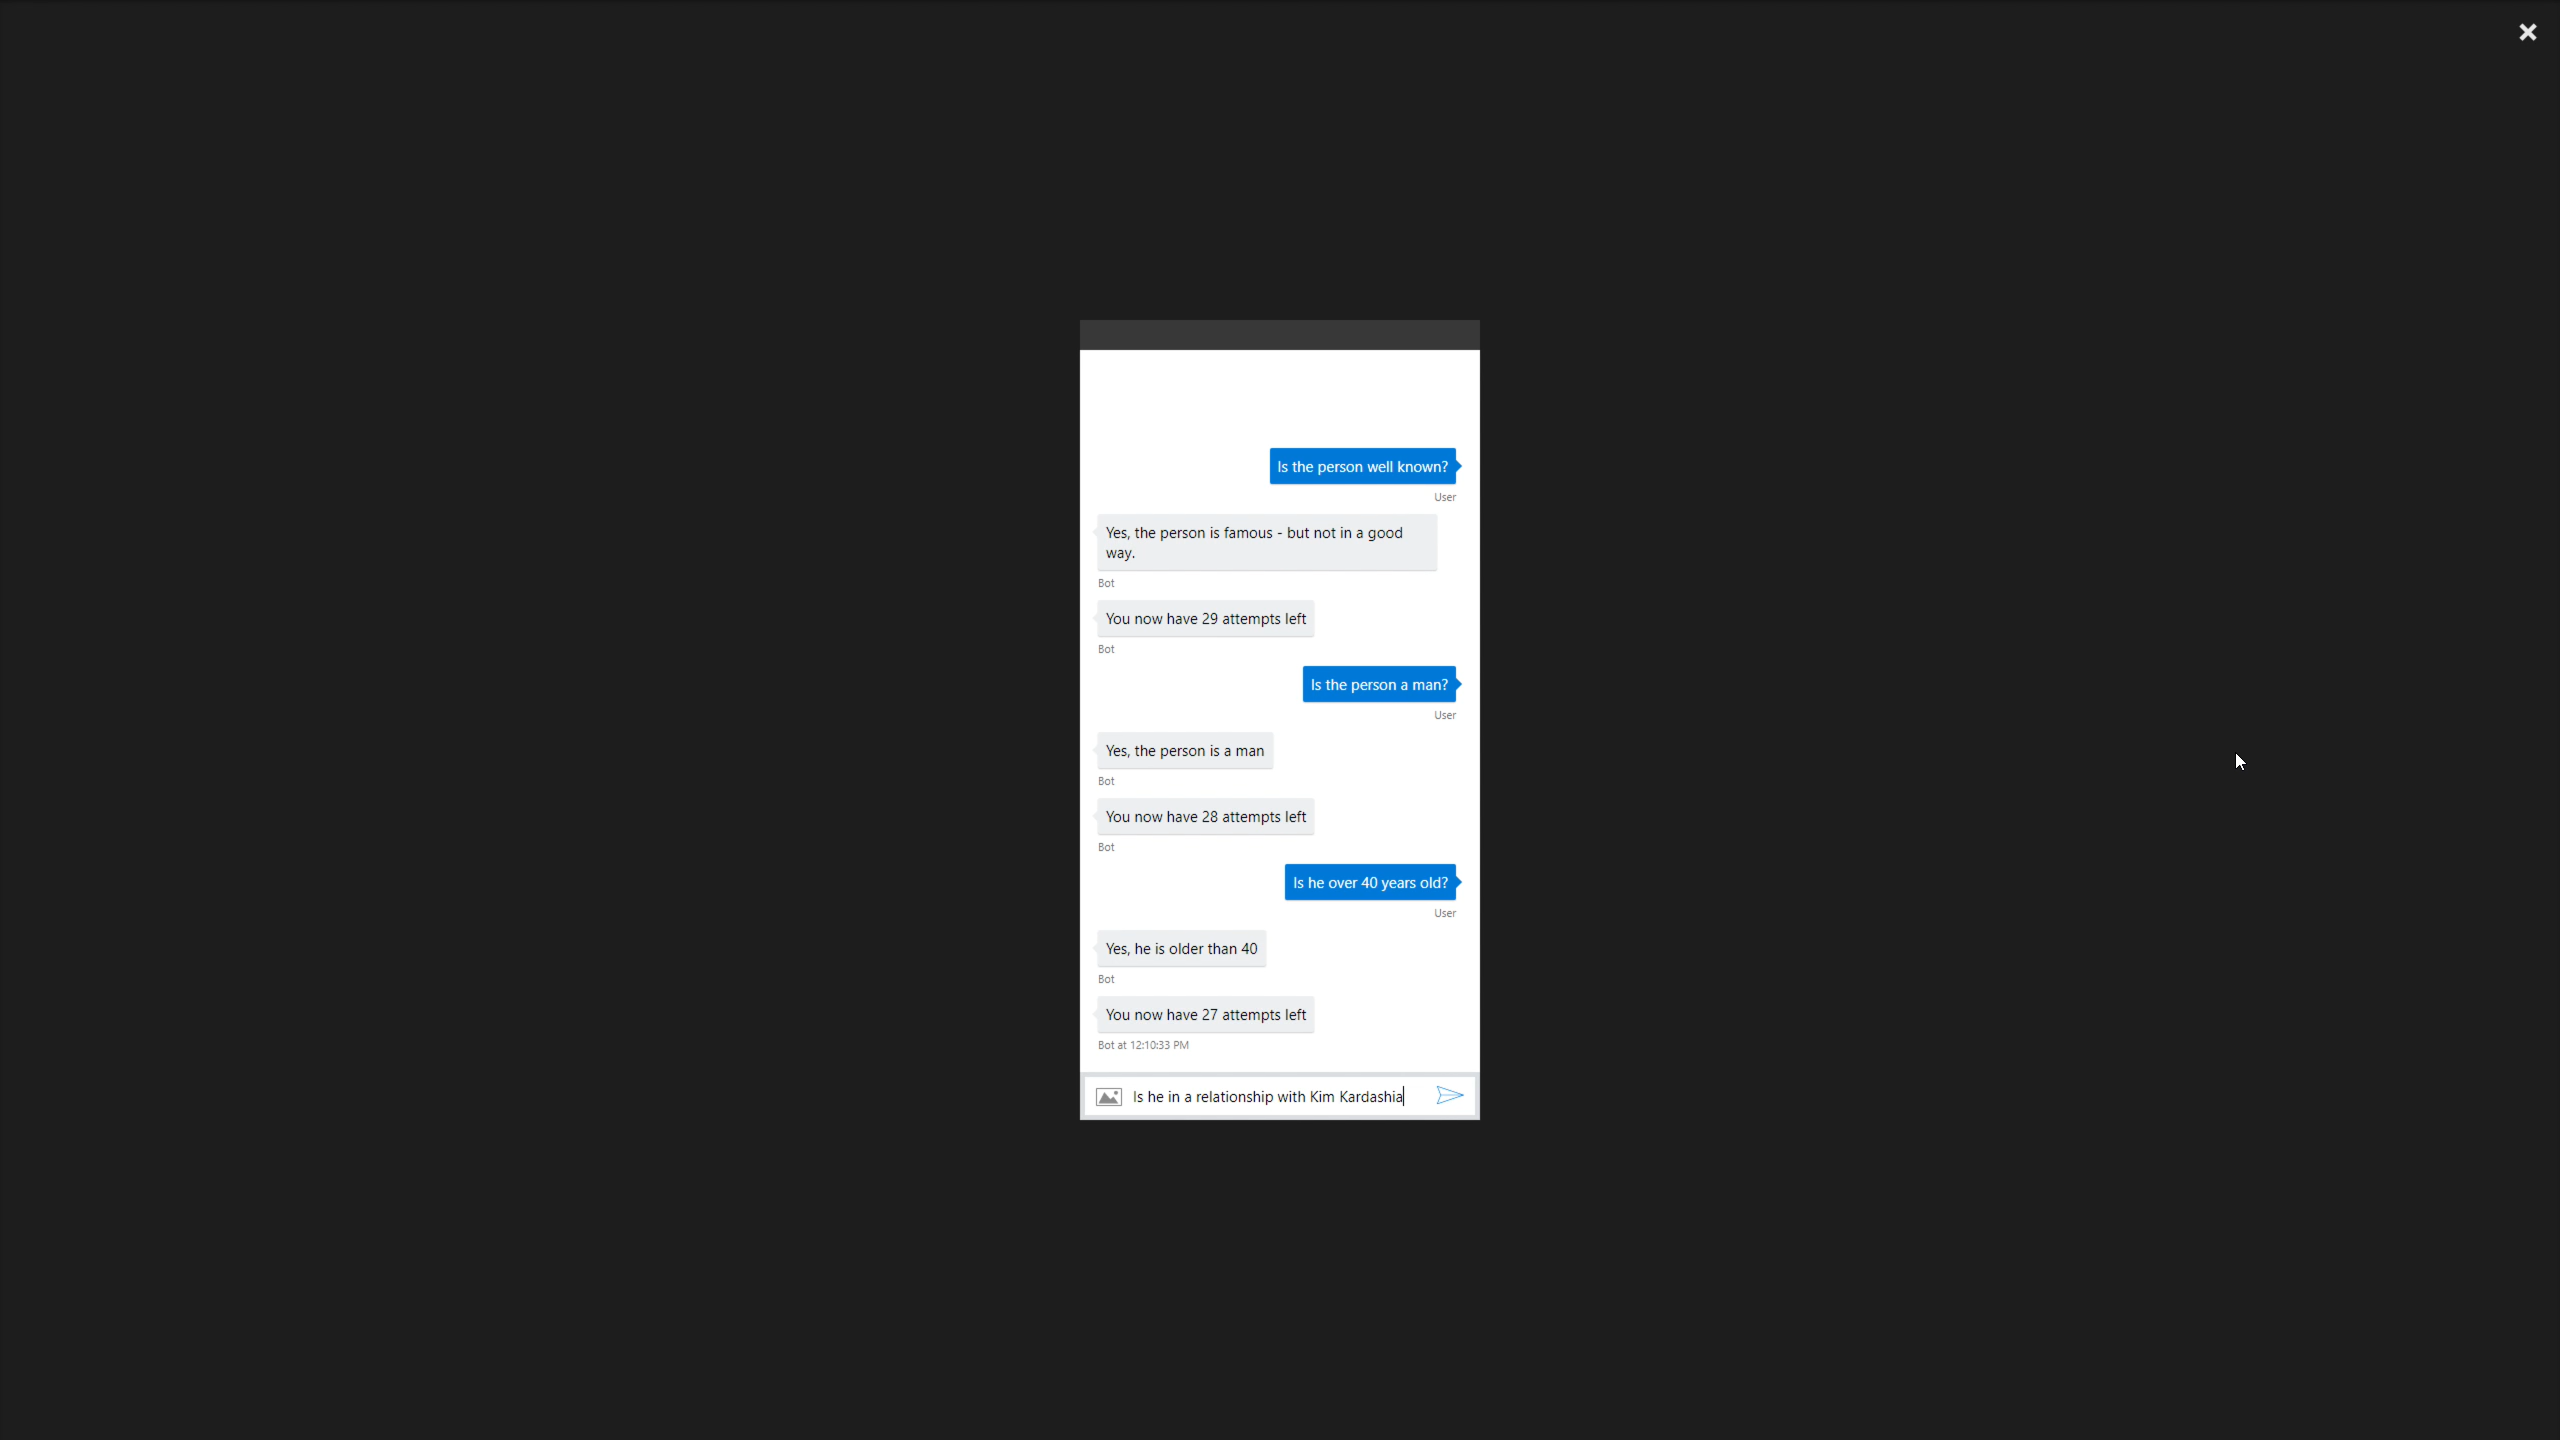 Is the person well known?
User
Yes, the person is famous - but not in a good
way.
Bot
You now have 29 attempts left
Bot
Is the person a man?
User
Yes, the person is a man
Bot
You now have 28 attempts left
Bot
Is he over 40 years old?
User
Yes, he is older than 40
Bot
You now have 27 attempts left
Bot at 12:10:33 PM
Is he in a relationship with Kim Kardashia